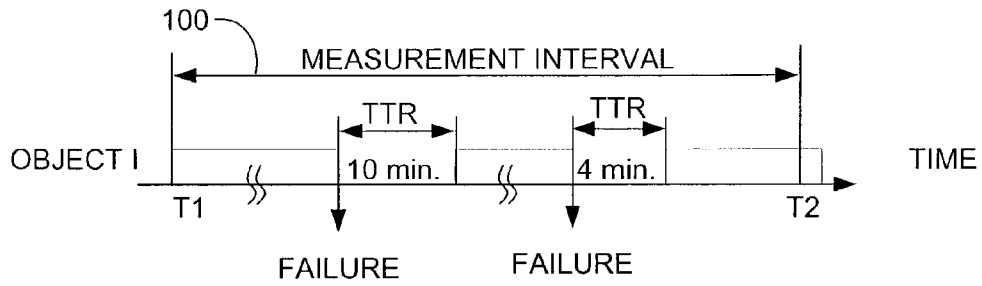 100
MEASUREMENT INTERVAL
TTR
TTR
OBJECT I
10 min.
4 min.
TIME
T1
T2
FAILURE
FAILURE